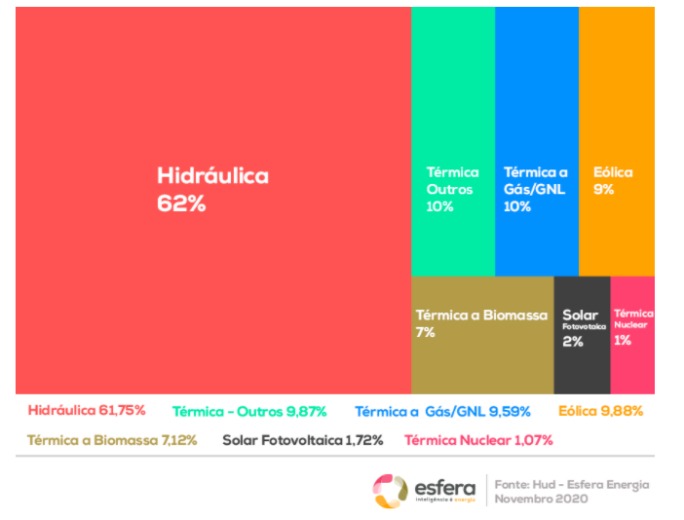 Hidráulica
62%
Térmica
Outros
10%
Térmica a
Gás/GNL
10%
Eólica
9%
Térmica a Biomassa
7%
Solar
Fotovoltaica
2%
Térmica
Nuclear
1%
Hidráulica 61,75% Térmica - Outros 9,87% Térmica a Gás/GNL 9,59% Eólica 9,88%
Térmica a Biomassa 7,12% Solar Fotovoltaica 1,72% Térmica Nuclear 1,07%
esfera
inteligência é energia
Fonte: Hud - Esfera Energia
Novembro 2020